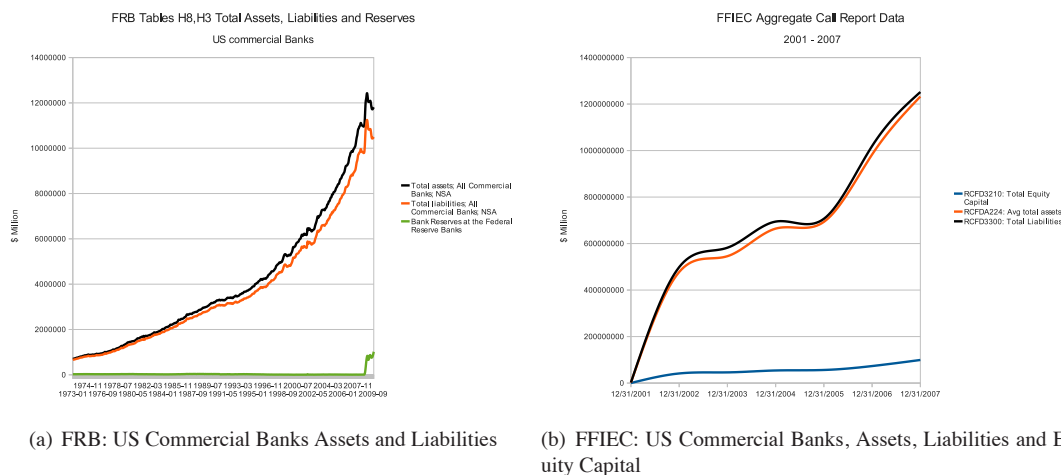 FRB Tables H8,H3 Total Assets, Liabilities and Reserves
US commercial Banks
14000000
12000000
10000000
8000000
6000000
4000000
2000000
0
$ Million
1974-11 1978-07 1982-03 1985-11 1989-07 1993-03 1996-11 2000-07 2004-03 2007-11
1973-01 1976-09 1980-05 1984-01 1987-09 1991-05 1995-01 1998-09 2002-05 2006-01 2009-09
Total assets; All Commercial
Banks; NSA
Total liabilities; All
Commercial Banks; NSA
Bank Reserves at the Federal
Reserve Banks
(a) FRB: US Commercial Banks Assets and Liabilities
FFIEC Aggregate Call Report Data
2001 - 2007
1400000000
1200000000
1000000000
800000000
600000000
400000000
200000000
0
$ Million
12/31/2001 12/31/2002 12/31/2003 12/31/2004 12/31/2005 12/31/2006 12/31/2007
RCFD3210: Total Equity
Capital
RCFDA224: Avg total assets
RCFD3300: Total Liabilities
(b) FFIEC: US Commercial Banks, Assets, Liabilities and E
uity Capital